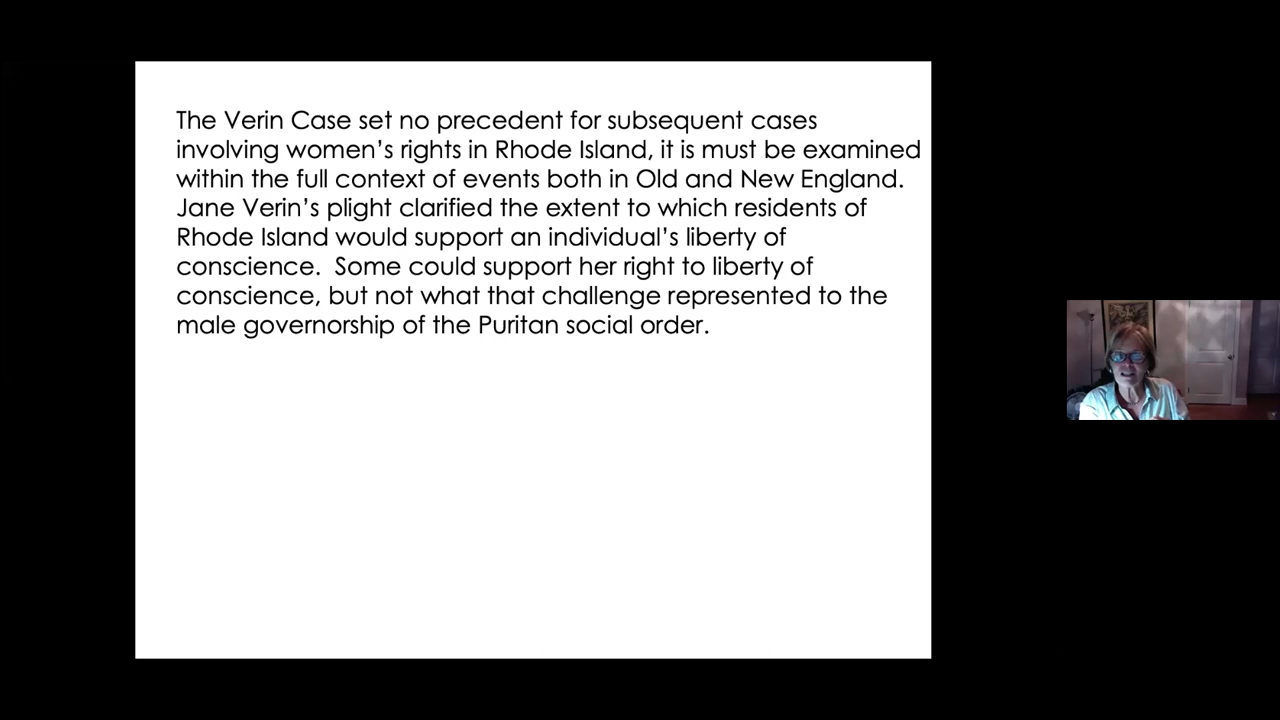 The Verin Case set no precedent for subsequent cases
involving women’s rights in Rhode Island, it is must be examined
within the full context of events both in Old and New England.
Jane Verin’s plight clarified the extent to which residents of
Rhode Island would support an individual’s liberty of
conscience.  Some could support her right to liberty of
conscience, but not what that challenge represented to the
male governorship of the Puritan social order.